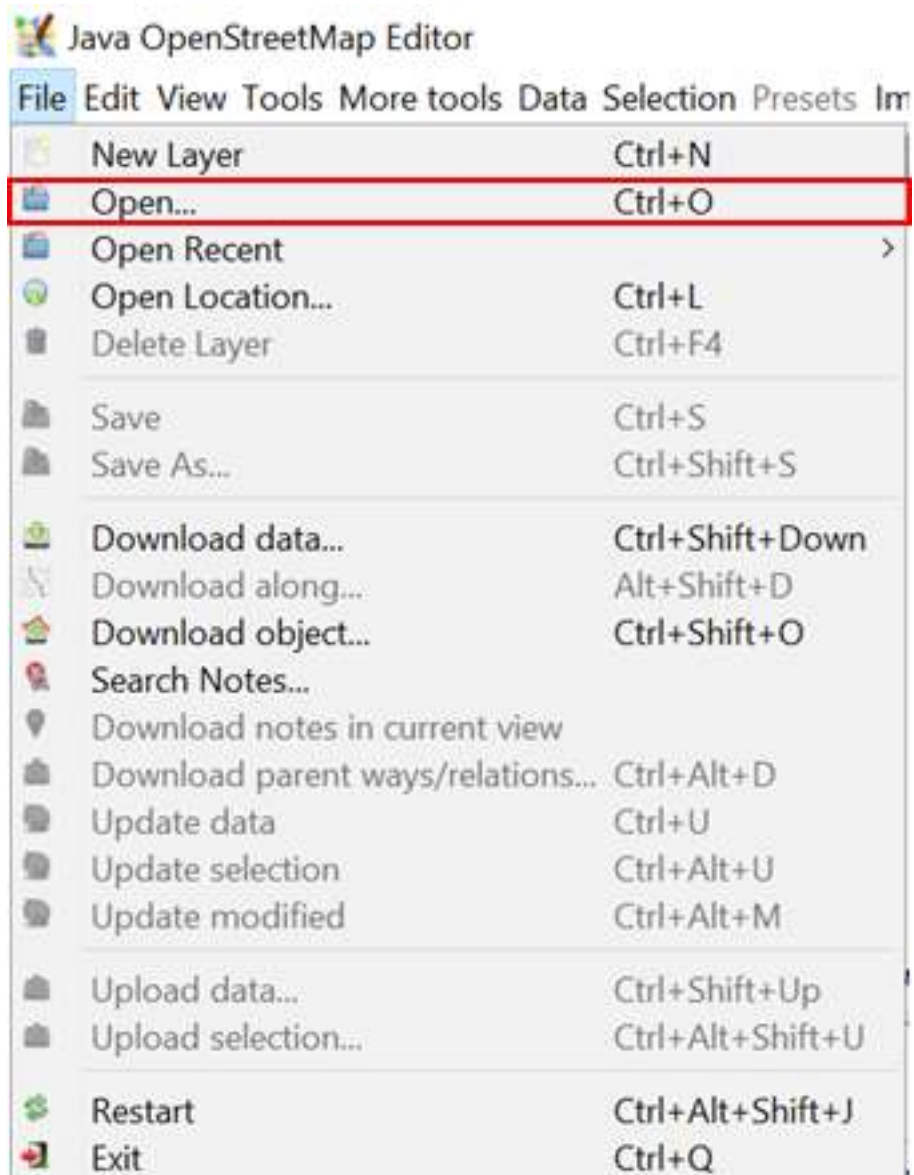 Java OpenStreetMap Editor
File Edit View Tools More tools Data Selection Presets Im
New Layer Ctrl+N
Open... Ctrl+O
Open Recent >
Open Location... Ctrl+L
Delete Layer Ctrl+F4
Save Ctrl+S
Save As... Ctrl+Shift+S
Download data... Ctrl+Shift+Down
Download along... Alt+Shift+D
Download object... Ctrl+Shift+O
Search Notes...
Download notes in current view
Download parent ways/relations... Ctrl+Alt+D
Update data Ctrl+U
Update selection Ctrl+Alt+U
Update modified Ctrl+Alt+M
Upload data... Ctrl+Shift+Up
Upload selection... Ctrl+Alt+Shift+U
Restart Ctrl+Alt+Shift+J
Exit Ctrl+Q